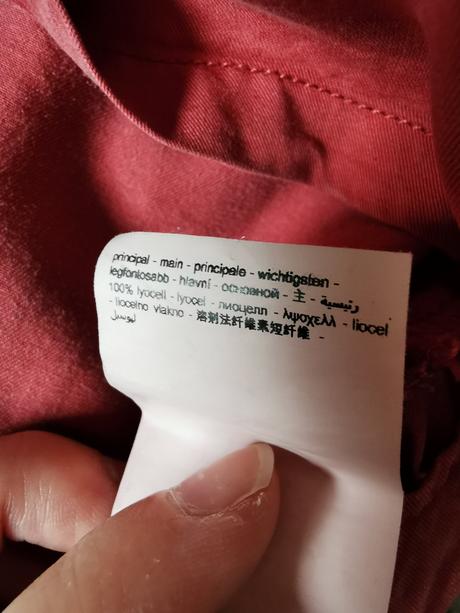 principal - main - principale - wichtigsten -
legfontosabb - hlavní - основной - 主 - رئيسية
100% lyocell - lyocel - лиоцелл - λψοχελλ - liocel
- liocelno vlakno - 溶剂法纤维素短纤维 -
ليوسيل